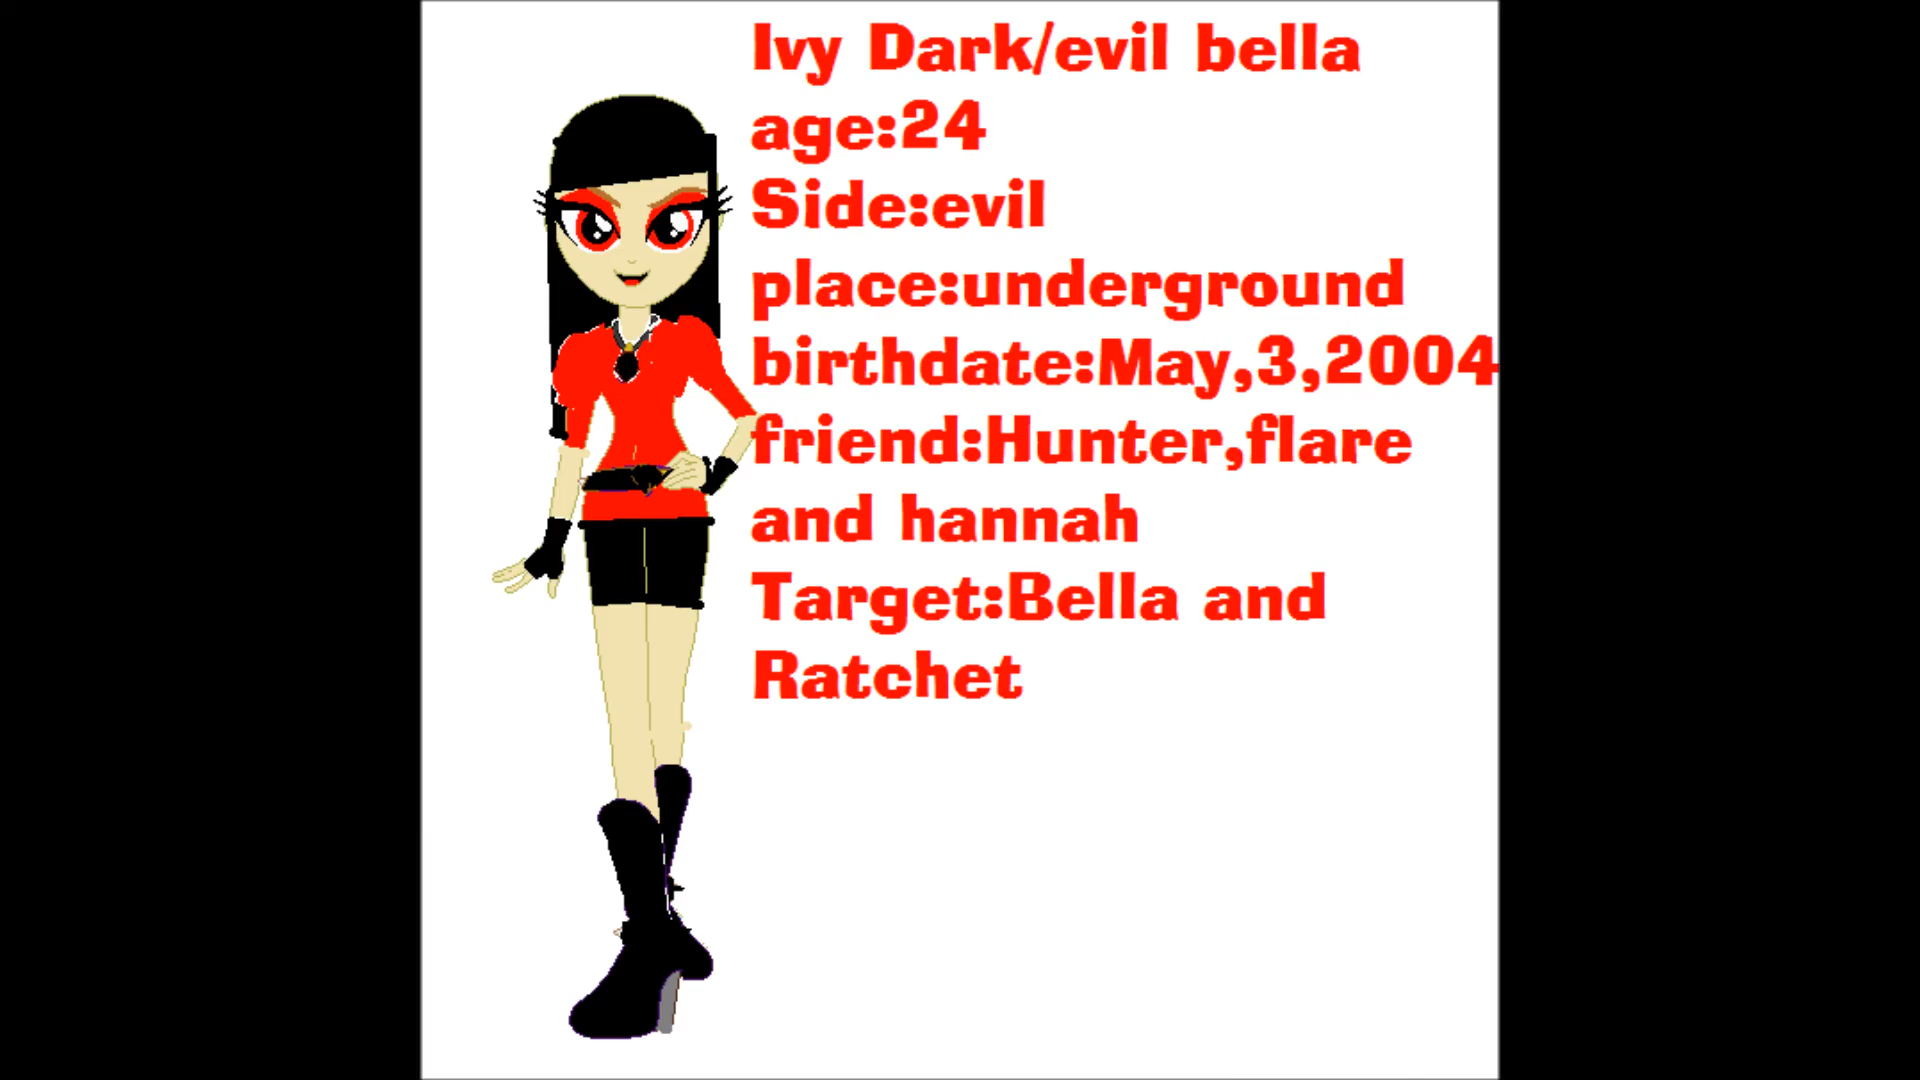 Ivy Dark/evil bella
age:24
Side:evil
place:underground
birthdate:May,3,2004
friend:Hunter,flare
and hannah
Target:Bella and
Ratchet